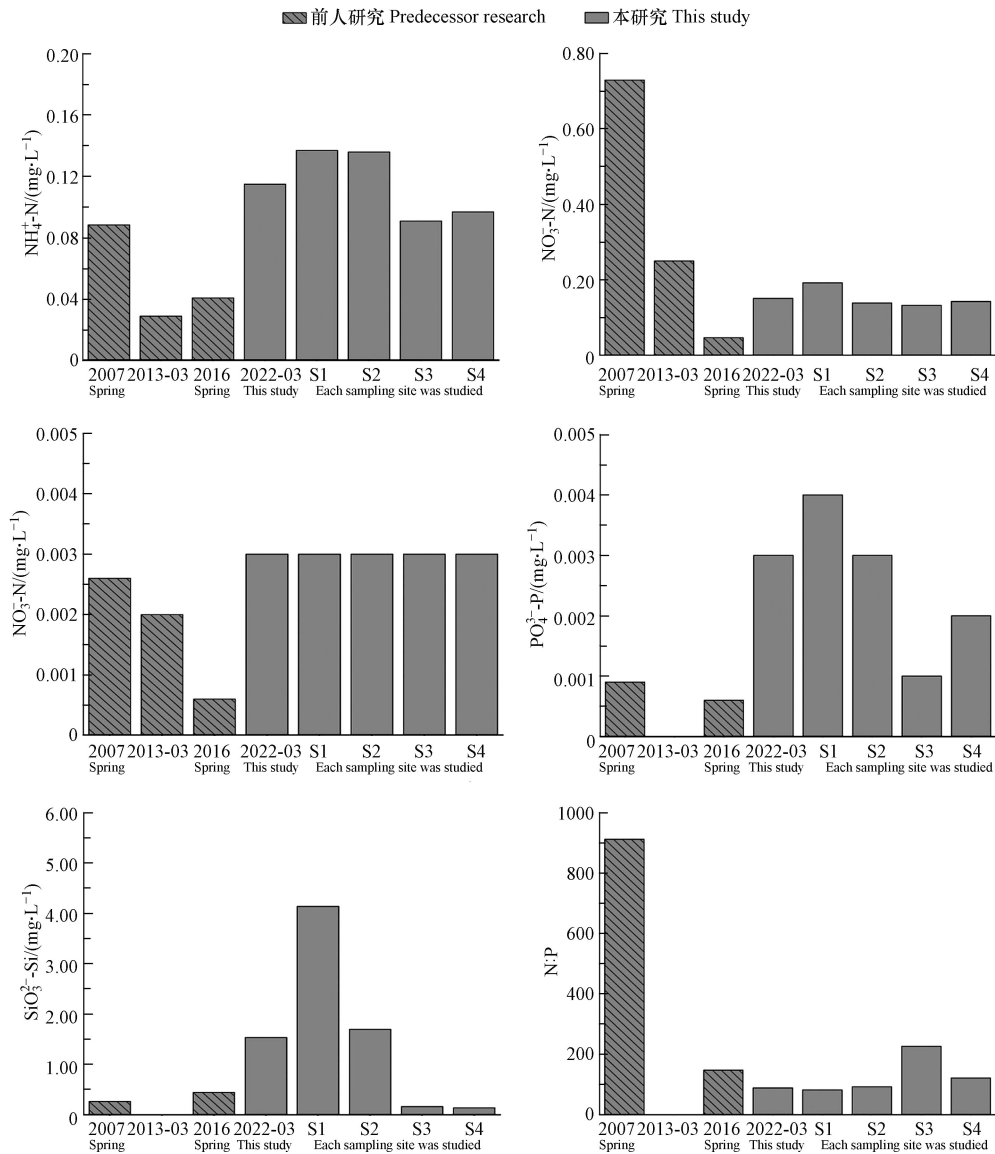 前人研究 Predecessor research 本研究 This study
NH₄⁺-N/(mg·L⁻¹)
0.20
0.16
0.12
0.08
0.04
0
2007 2013-03 2016 2022-03 S1 S2 S3 S4
Spring Spring This study Each sampling site was studied
NO₃⁻-N/(mg·L⁻¹)
0.80
0.60
0.40
0.20
0
2007 2013-03 2016 2022-03 S1 S2 S3 S4
Spring Spring This study Each sampling site was studied
NO₃⁻-N/(mg·L⁻¹)
0.005
0.004
0.003
0.002
0.001
0
2007 2013-03 2016 2022-03 S1 S2 S3 S4
Spring Spring This study Each sampling site was studied
PO₄³⁻-P/(mg·L⁻¹)
0.005
0.004
0.003
0.002
0.001
0
2007 2013-03 2016 2022-03 S1 S2 S3 S4
Spring Spring This study Each sampling site was studied
SiO₃²⁻-Si/(mg·L⁻¹)
6.00
5.00
4.00
3.00
2.00
1.00
0
2007 2013-03 2016 2022-03 S1 S2 S3 S4
Spring Spring This study Each sampling site was studied
N:P
1000
800
600
400
200
0
2007 2013-03 2016 2022-03 S1 S2 S3 S4
Spring Spring This study Each sampling site was studied